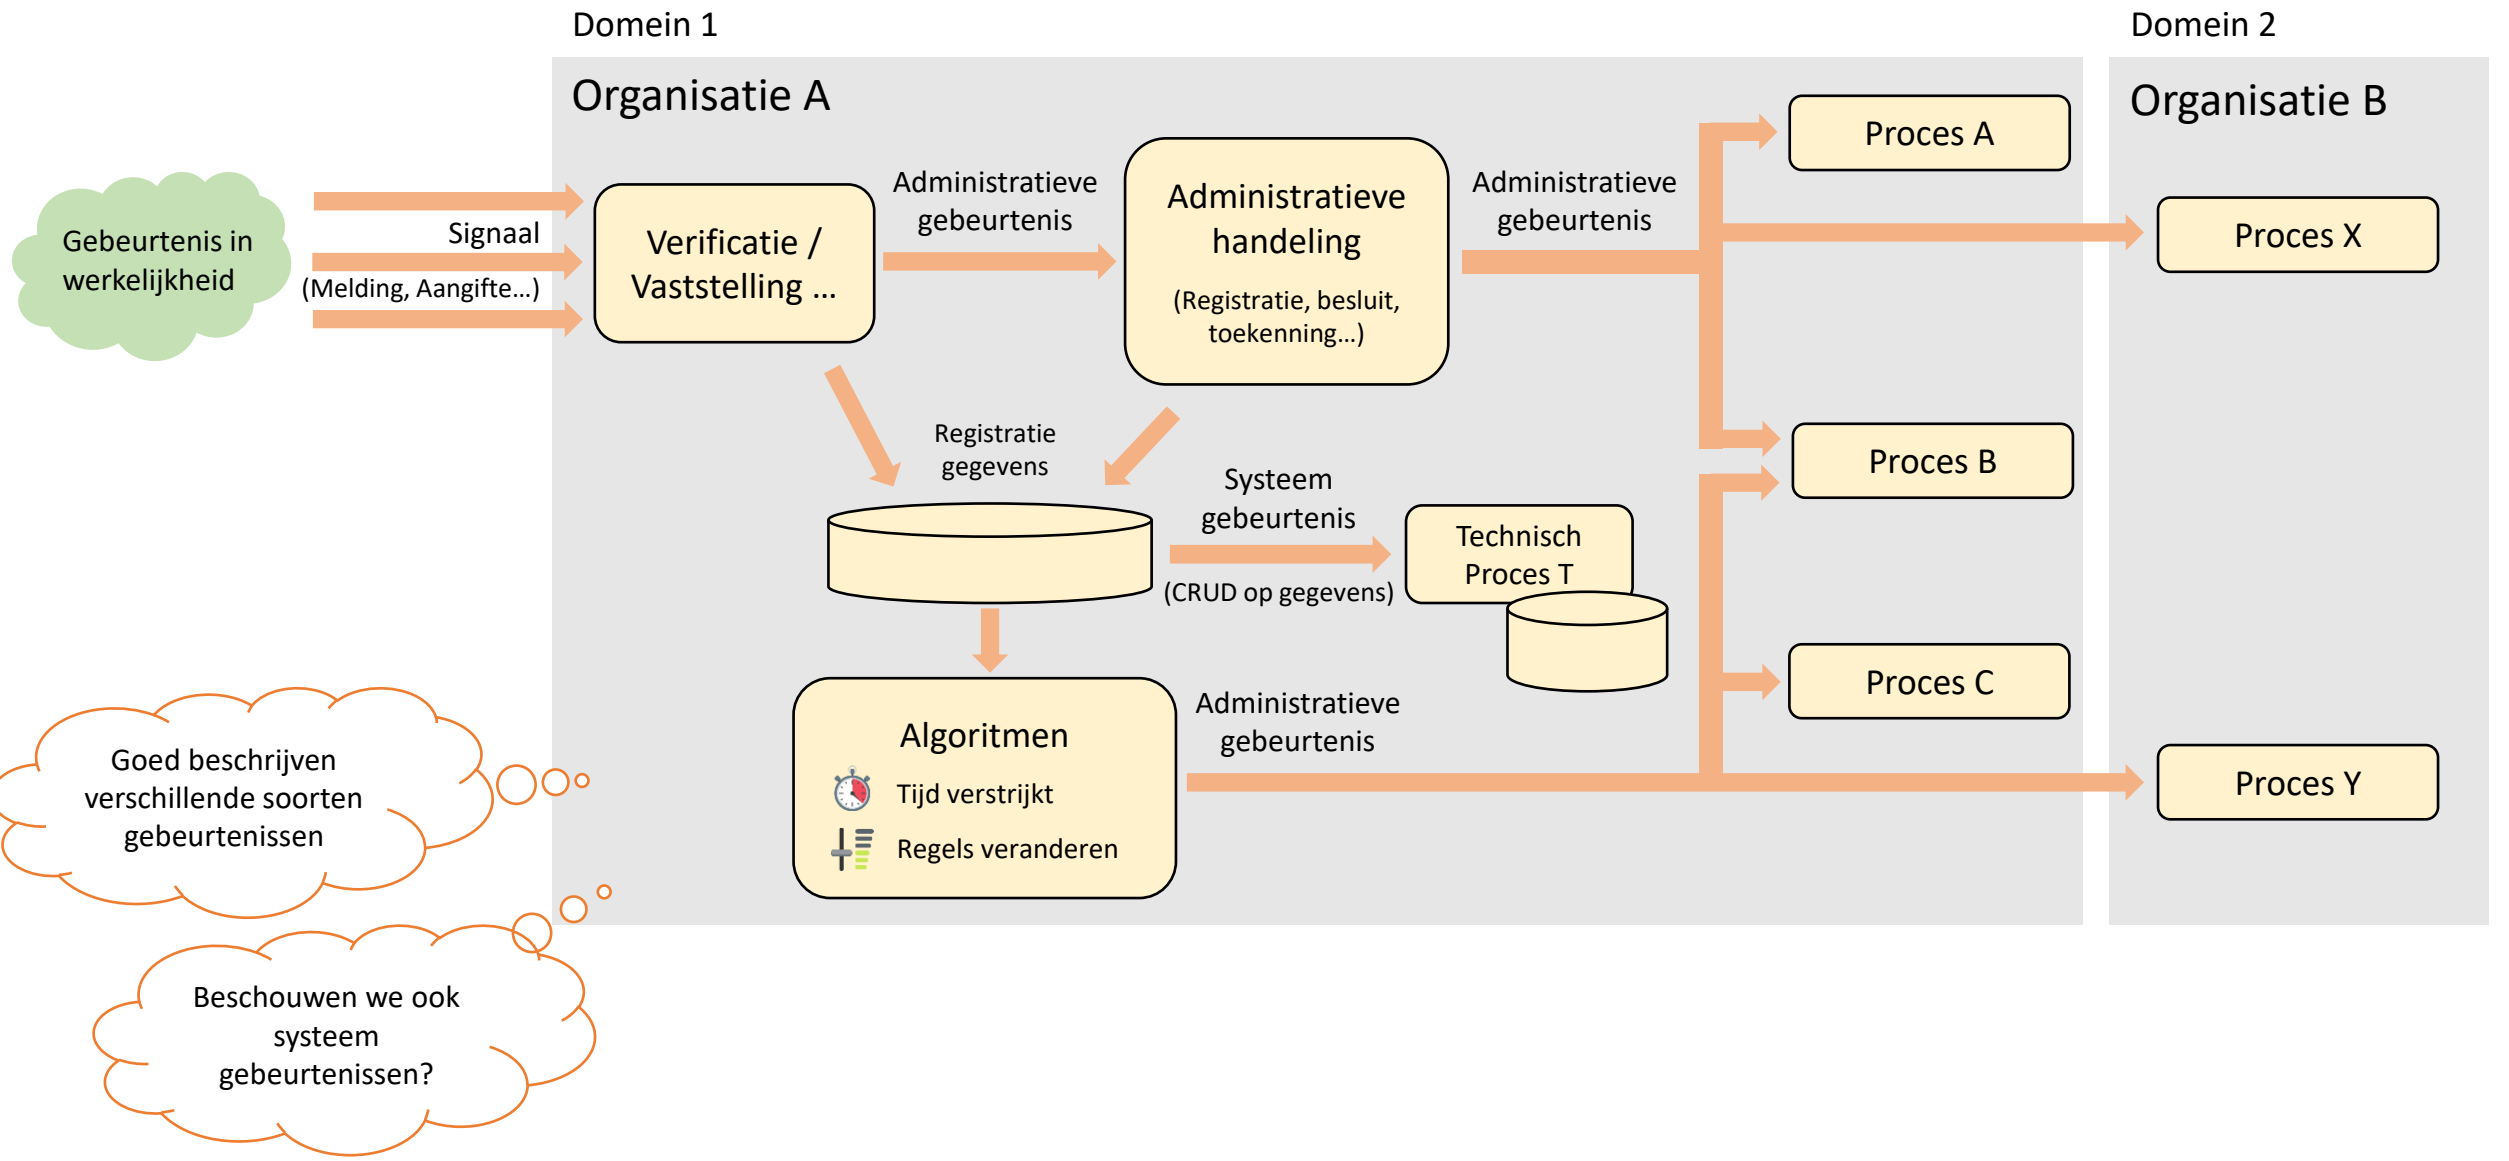 Domein 1
Domein 2
Organisatie A
Organisatie B
Gebeurtenis in
werkelijkheid
Signaal
(Melding, Aangifte…)
Verificatie /
Vaststelling …
Administratieve
gebeurtenis
Administratieve
handeling
(Registratie, besluit,
toekenning…)
Administratieve
gebeurtenis
Proces A
Proces X
Proces B
Registratie
gegevens
Systeem
gebeurtenis
(CRUD op gegevens)
Technisch
Proces T
Proces C
Algoritmen
Tijd verstrijkt
Regels veranderen
Administratieve
gebeurtenis
Proces Y
Goed beschrijven
verschillende soorten
gebeurtenissen
Beschouwen we ook
systeem
gebeurtenissen?